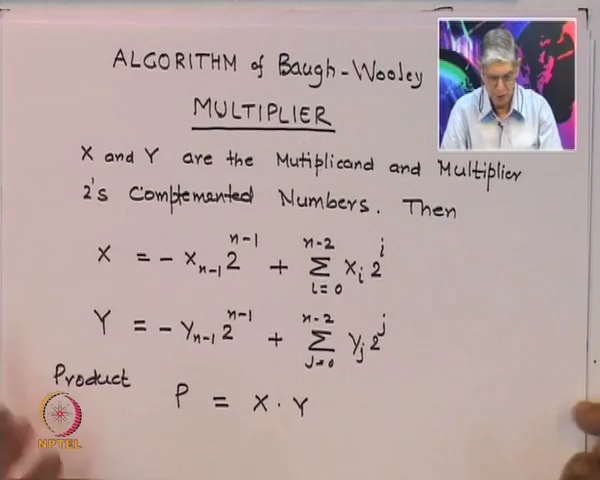 ALGORITHM of Baugh-Wooley
MULTIPLIER
X and Y are the Mutiplicand and Multiplier
2's Complemented Numbers. Then
X = - X_{n-1} 2^{n-1} + Σ_{i=0}^{n-2} X_i 2^i
Y = - Y_{n-1} 2^{n-1} + Σ_{J=0}^{n-2} Y_j 2^j
Product P = X · Y
NPTEL